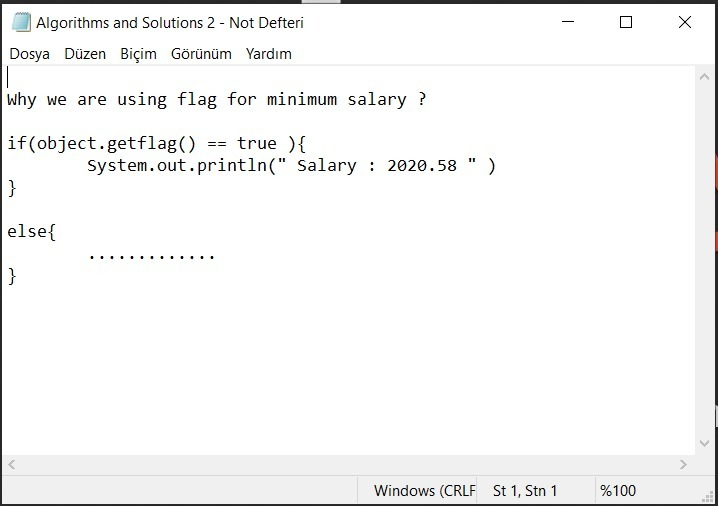 Algorithms and Solutions 2 - Not Defteri
Dosya Düzen Biçim Görünüm Yardım
Why we are using flag for minimum salary ?
if(object.getflag() == true ){
System.out.println(" Salary : 2020.58 " )
}
else{
.............
}
Windows (CRLF St 1, Stn 1 %100